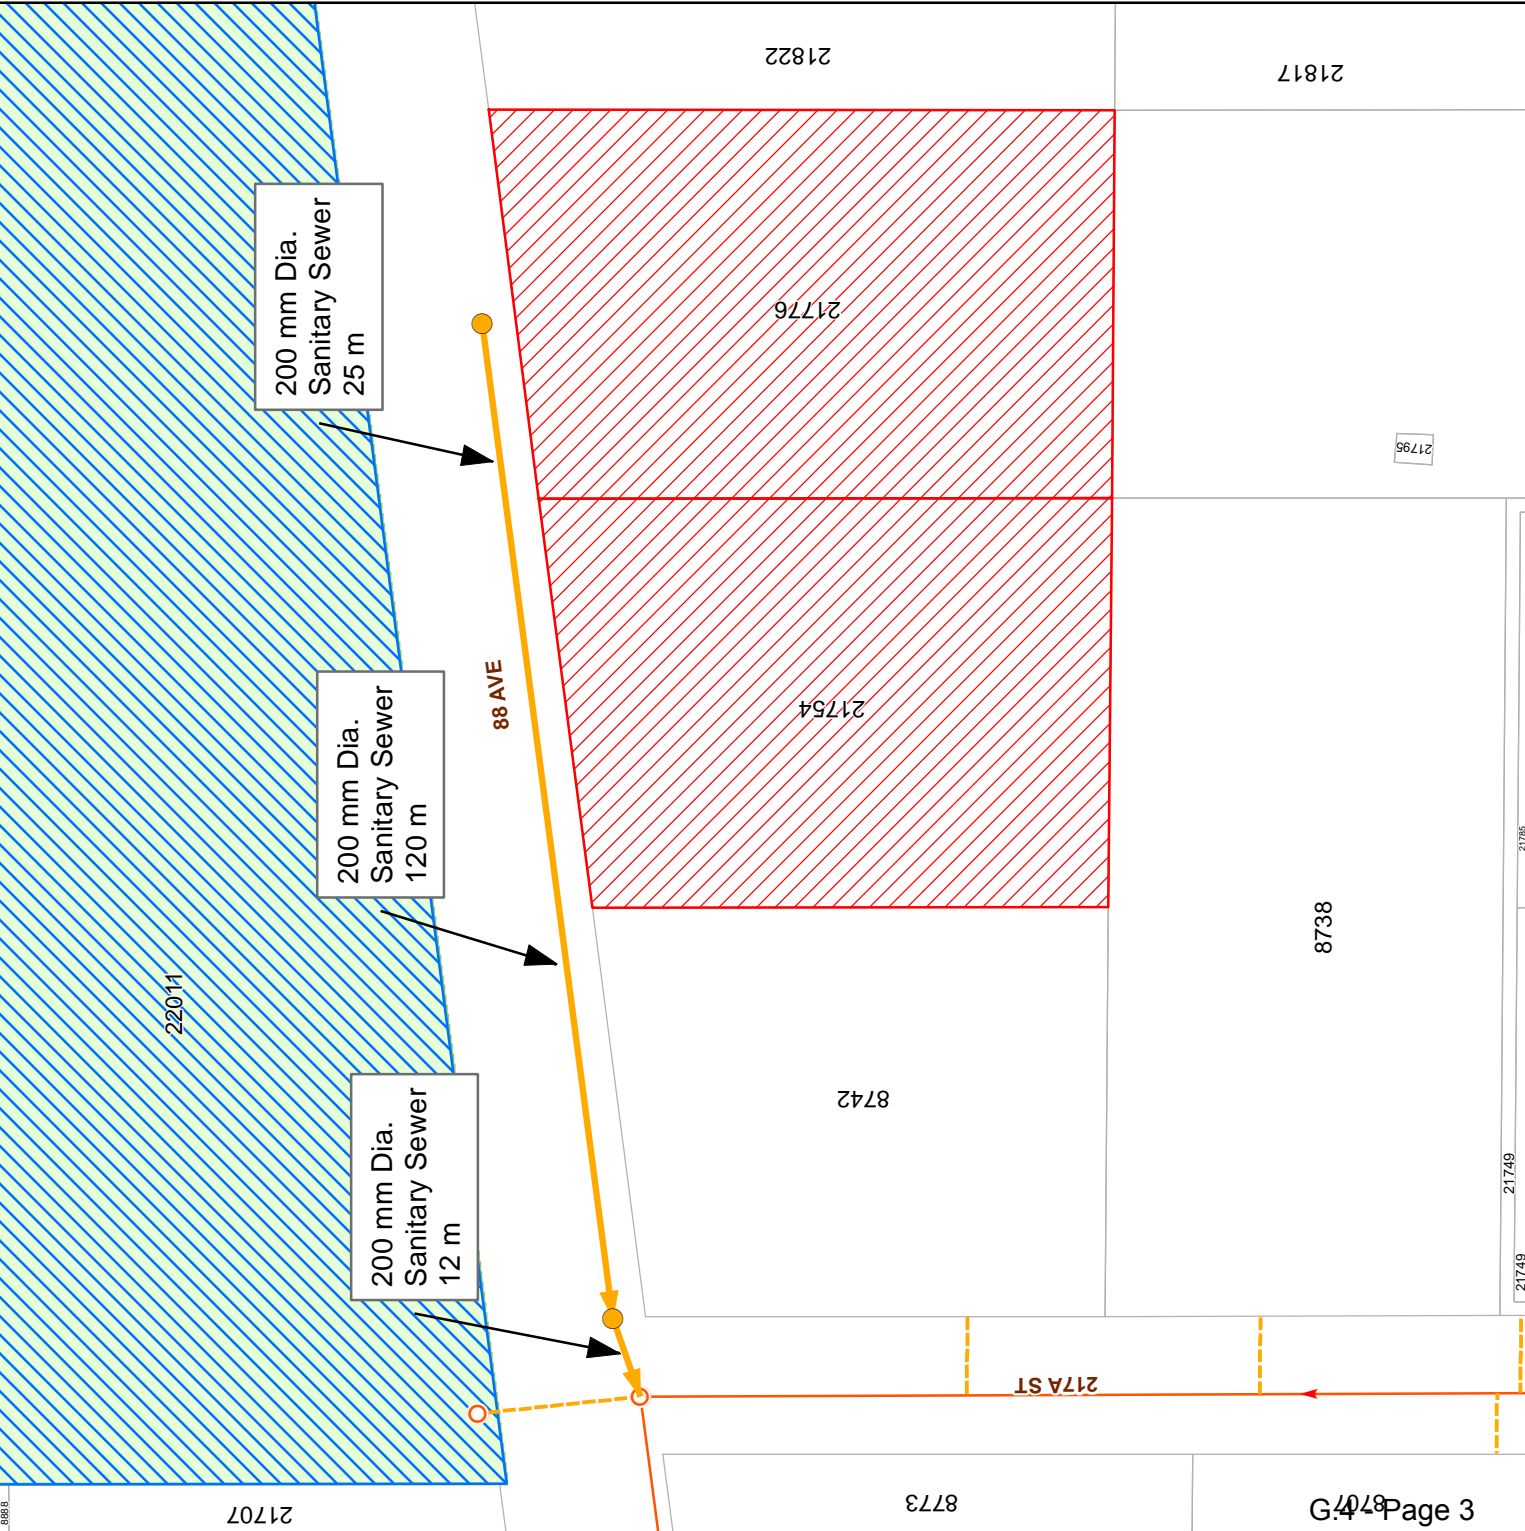 21822
21817
200 mm Dia.
Sanitary Sewer
25 m
21776
21795
88 AVE
200 mm Dia.
Sanitary Sewer
120 m
21754
21785
8738
22011
8742
200 mm Dia.
Sanitary Sewer
12 m
21749
21749
217A ST
8888
21707
8773
8707
G.4 - Page 3